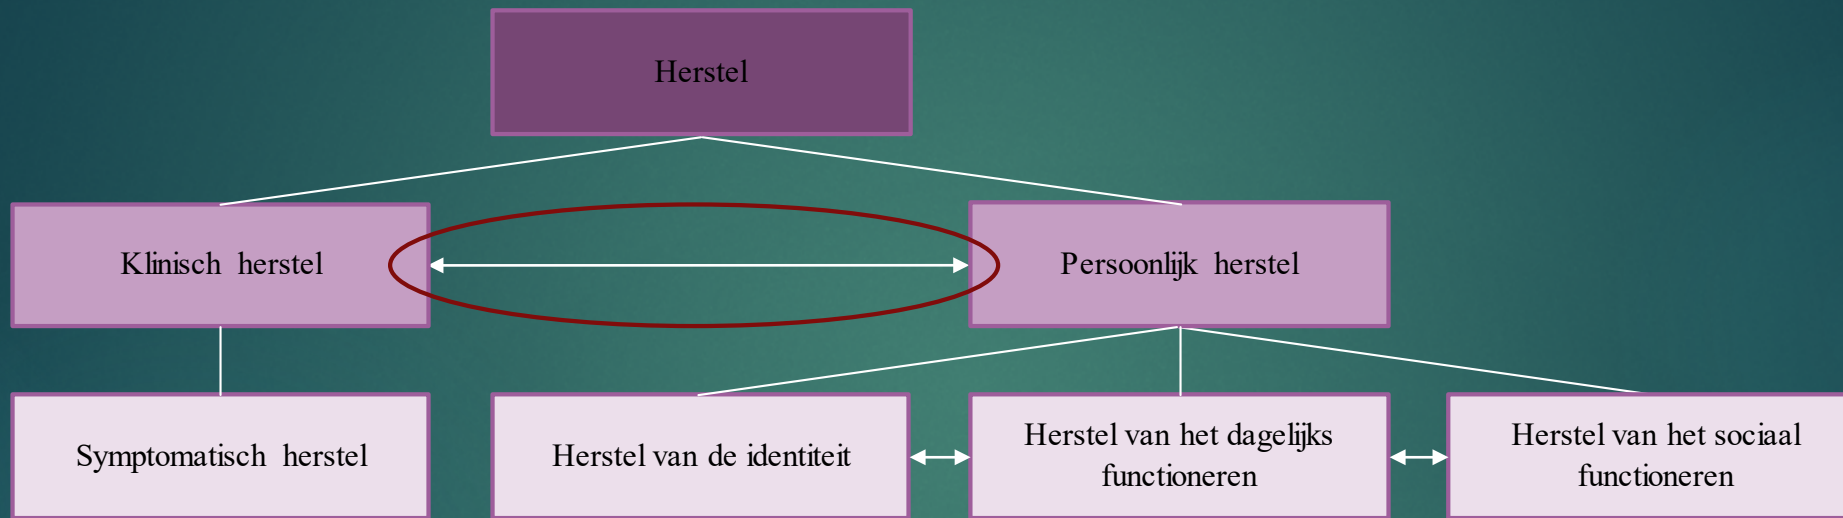 Herstel
Klinisch herstel
Persoonlijk herstel
Symptomatisch herstel
Herstel van de identiteit
Herstel van het dagelijks
functioneren
Herstel van het sociaal
functioneren